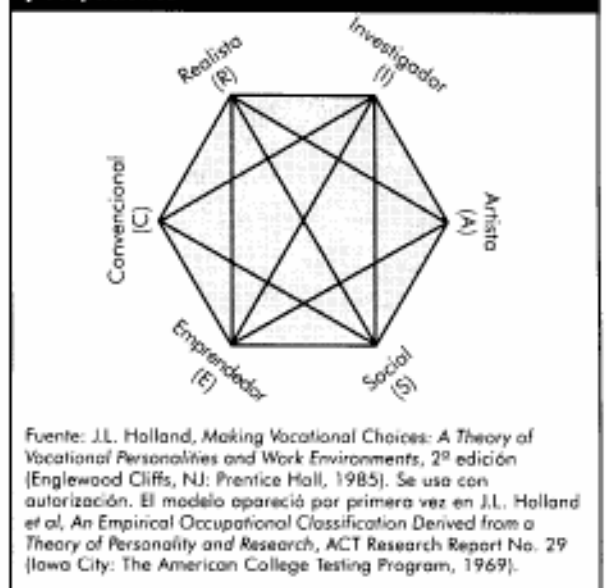 Realista
(R)
Investigador
(I)
Convencional
(C)
Artista
(A)
Emprendedor
(E)
Social
(S)
Fuente: J.L. Holland, Making Vocational Choices: A Theory of
Vocational Personalities and Work Environments, 2ª edición
(Englewood Cliffs, NJ: Prentice Hall, 1985). Se usa con
autorización. El modelo apareció por primera vez en J.L. Holland
et al, An Empirical Occupational Classification Derived from a
Theory of Personality and Research, ACT Research Report No. 29
(Iowa City: The American College Testing Program, 1969).